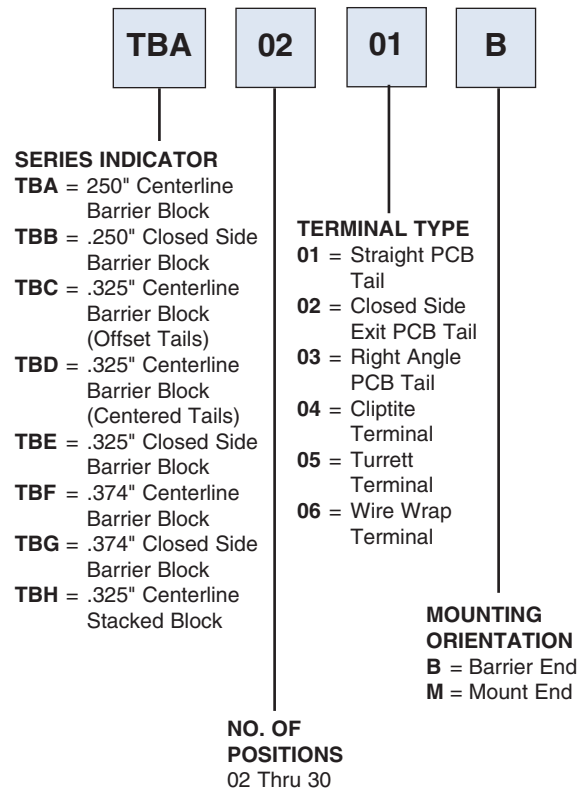 TBA 02 01 B
SERIES INDICATOR
TBA = 250" Centerline
Barrier Block
TBB = .250" Closed Side
Barrier Block
TBC = .325" Centerline
Barrier Block
(Offset Tails)
TBD = .325" Centerline
Barrier Block
(Centered Tails)
TBE = .325" Closed Side
Barrier Block
TBF = .374" Centerline
Barrier Block
TBG = .374" Closed Side
Barrier Block
TBH = .325" Centerline
Stacked Block
NO. OF
POSITIONS
02 Thru 30
TERMINAL TYPE
01 = Straight PCB
Tail
02 = Closed Side
Exit PCB Tail
03 = Right Angle
PCB Tail
04 = Cliptite
Terminal
05 = Turrett
Terminal
06 = Wire Wrap
Terminal
MOUNTING
ORIENTATION
B = Barrier End
M = Mount End